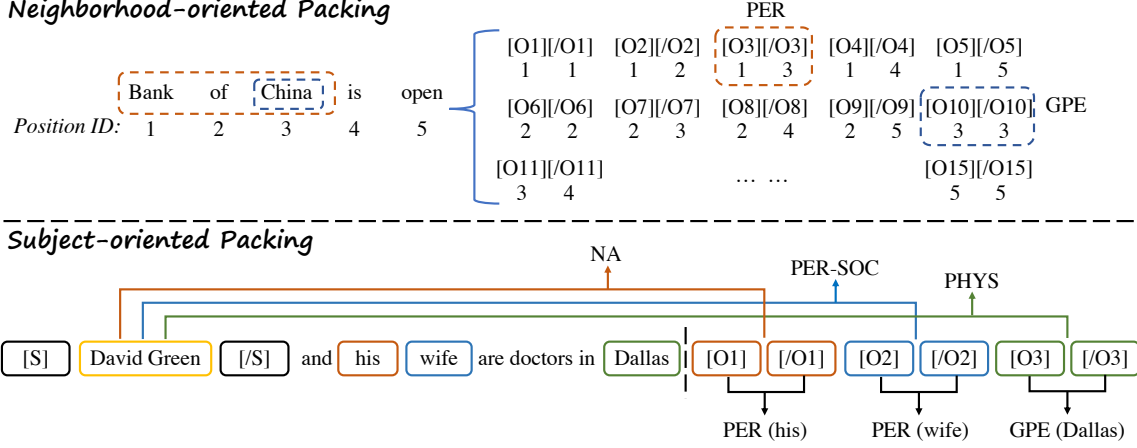 Neighborhood-oriented Packing
PER
[O1][/O1] [O2][/O2] [O3][/O3] [O4][/O4] [O5][/O5]
1 1 1 2 1 3 1 4 1 5
Bank of China is open
[O6][/O6] [O7][/O7] [O8][/O8] [O9][/O9] [O10][/O10] GPE
Position ID: 1 2 3 4 5
2 2 2 3 2 4 2 5 3 3
[O11][/O11] ... ... [O15][/O15]
3 4 5 5
Subject-oriented Packing
NA
PER-SOC
PHYS
[S] David Green [/S] and his wife are doctors in Dallas [O1] [/O1] [O2] [/O2] [O3] [/O3]
PER (his) PER (wife) GPE (Dallas)